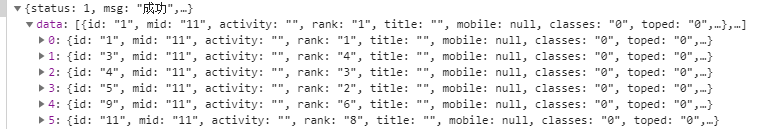 ▼{status: 1, msg: "成功",…}
▼data: [{id: "1", mid: "11", activity: "", rank: "1", title: "", mobile: null, classes: "0", toped: "0",…},…]
▶0: {id: "1", mid: "11", activity: "", rank: "1", title: "", mobile: null, classes: "0", toped: "0",…}
▶1: {id: "3", mid: "11", activity: "", rank: "4", title: "", mobile: null, classes: "0", toped: "0",…}
▶2: {id: "4", mid: "11", activity: "", rank: "3", title: "", mobile: null, classes: "0", toped: "0",…}
▶3: {id: "5", mid: "11", activity: "", rank: "2", title: "", mobile: null, classes: "0", toped: "0",…}
▶4: {id: "9", mid: "11", activity: "", rank: "6", title: "", mobile: null, classes: "0", toped: "0",…}
▶5: {id: "11", mid: "11", activity: "", rank: "8", title: "", mobile: null, classes: "0", toped: "0",…}